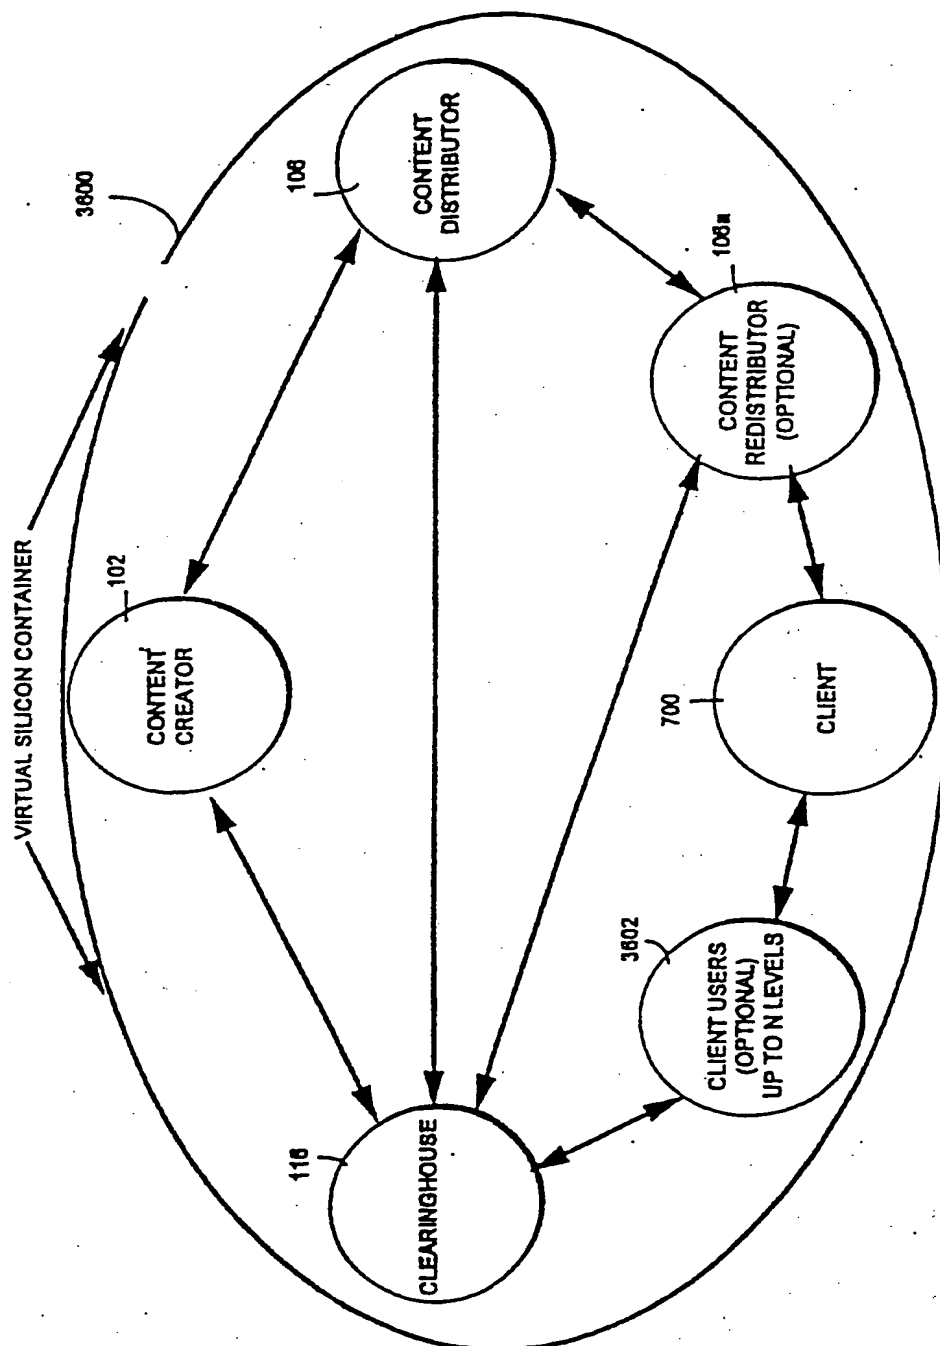 VIRTUAL SILICON CONTAINER
3600
102
CONTENT
CREATOR
106
CONTENT
DISTRIBUTOR
106a
CONTENT
REDISTRIBUTOR
(OPTIONAL)
700
CLIENT
3602
CLIENT USERS
(OPTIONAL)
UP TO N LEVELS
116
CLEARINGHOUSE